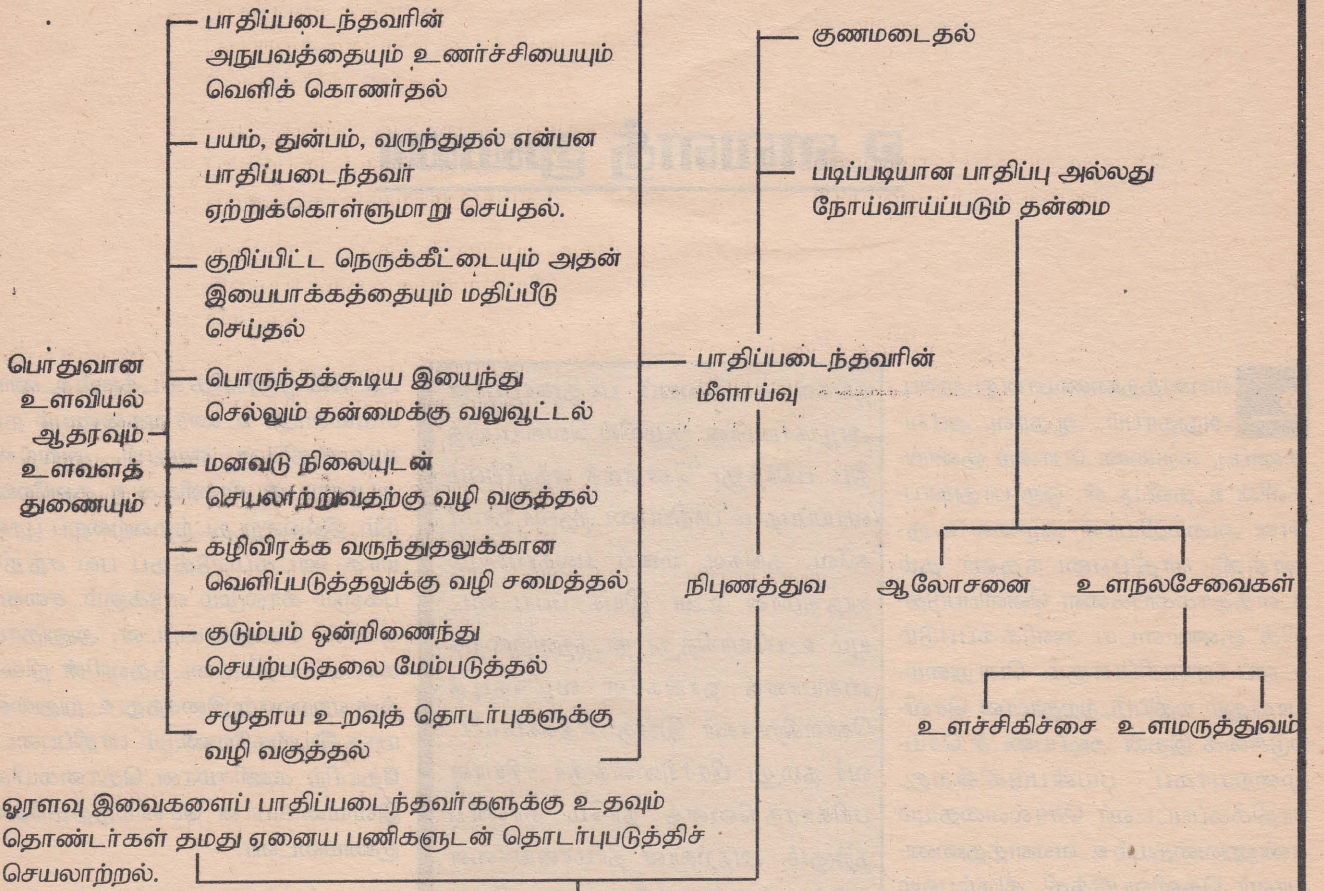 பாதிப்படைந்தவரின்
அநுபவத்தையும் உணர்ச்சியையும்
வெளிக் கொணர்தல்
பயம், துன்பம், வருந்துதல் என்பன
பாதிப்படைந்தவர்
ஏற்றுக்கொள்ளுமாறு செய்தல்.
குறிப்பிட்ட நெருக்கீட்டையும் அதன்
இயைபாக்கத்தையும் மதிப்பீடு
செய்தல்
பொதுவான
உளவியல்
ஆதரவும்
உளவளத்
துணையும்
பொருந்தக்கூடிய இயைந்து
செல்லும் தன்மைக்கு வலுவூட்டல்
மனவடு நிலையுடன்
செயலாற்றுவதற்கு வழி வகுத்தல்
கழிவிரக்க வருந்துதலுக்கான
வெளிப்படுத்தலுக்கு வழி சமைத்தல்
குடும்பம் ஒன்றிணைந்து
செயற்படுதலை மேம்படுத்தல்
சமுதாய உறவுத் தொடர்புகளுக்கு
வழி வகுத்தல்
குணமடைதல்
படிப்படியான பாதிப்பு அல்லது
நோய்வாய்ப்படும் தன்மை
பாதிப்படைந்தவரின்
மீளாய்வு
நிபுணத்துவ ஆலோசனை உளநலசேவைகள்
உளச்சிகிச்சை உளமருத்துவம்
ஓரளவு இவைகளைப் பாதிப்படைந்தவர்களுக்கு உதவும்
தொண்டர்கள் தமது ஏனைய பணிகளுடன் தொடர்புபடுத்திச்
செயலாற்றல்.